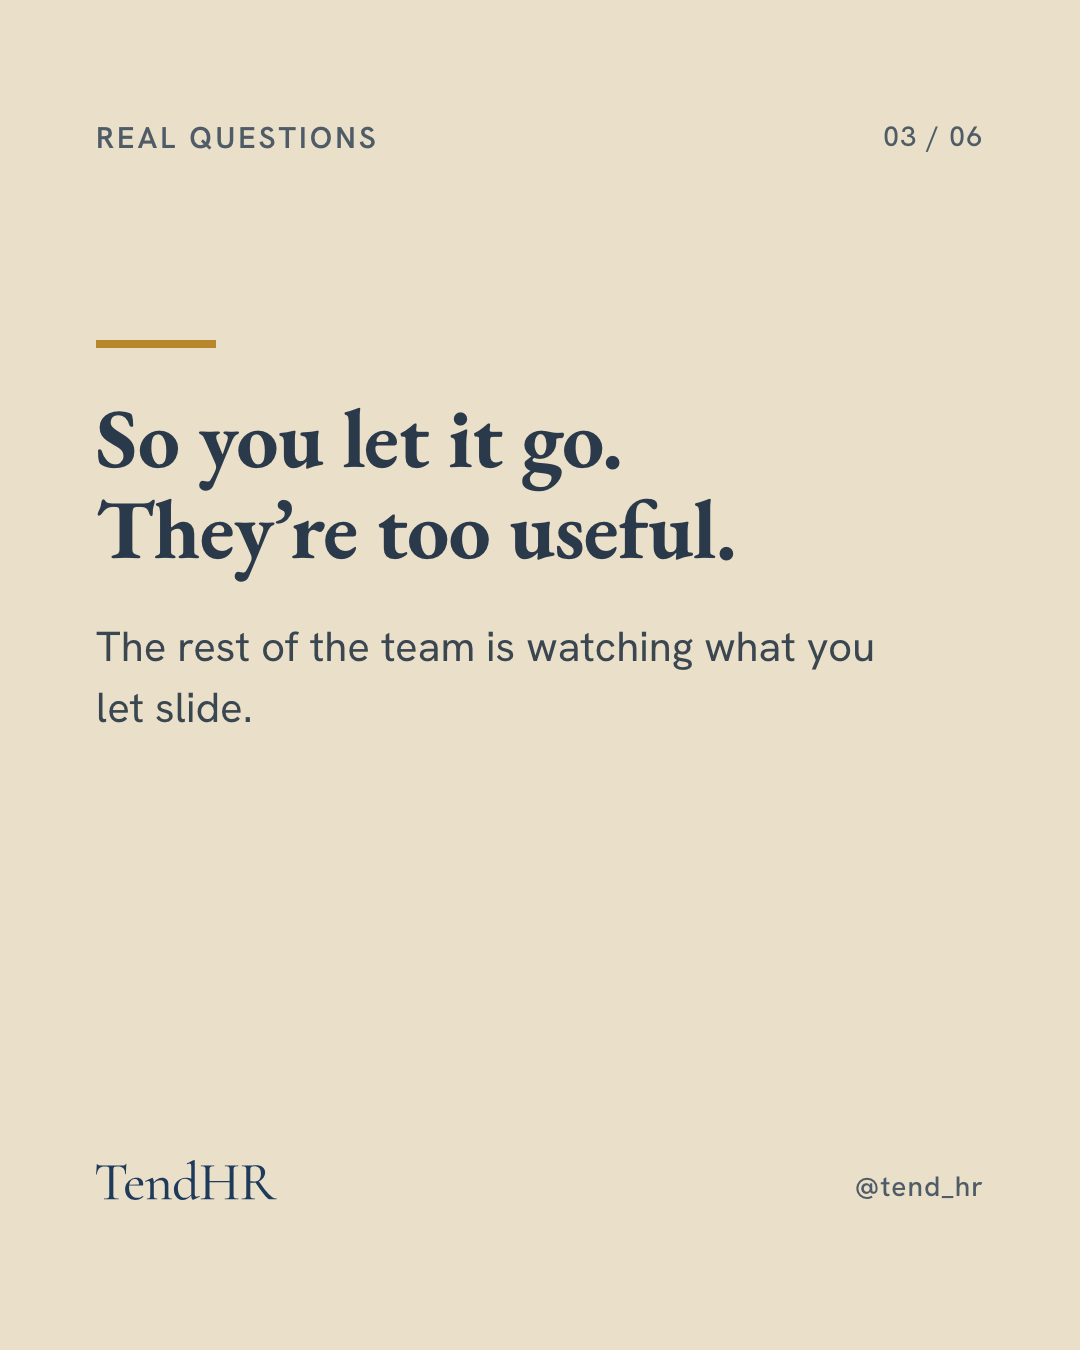 REAL QUESTIONS
03 / 06
So you let it go.
They’re too useful.
The rest of the team is watching what you
let slide.
TendHR
@tend_hr